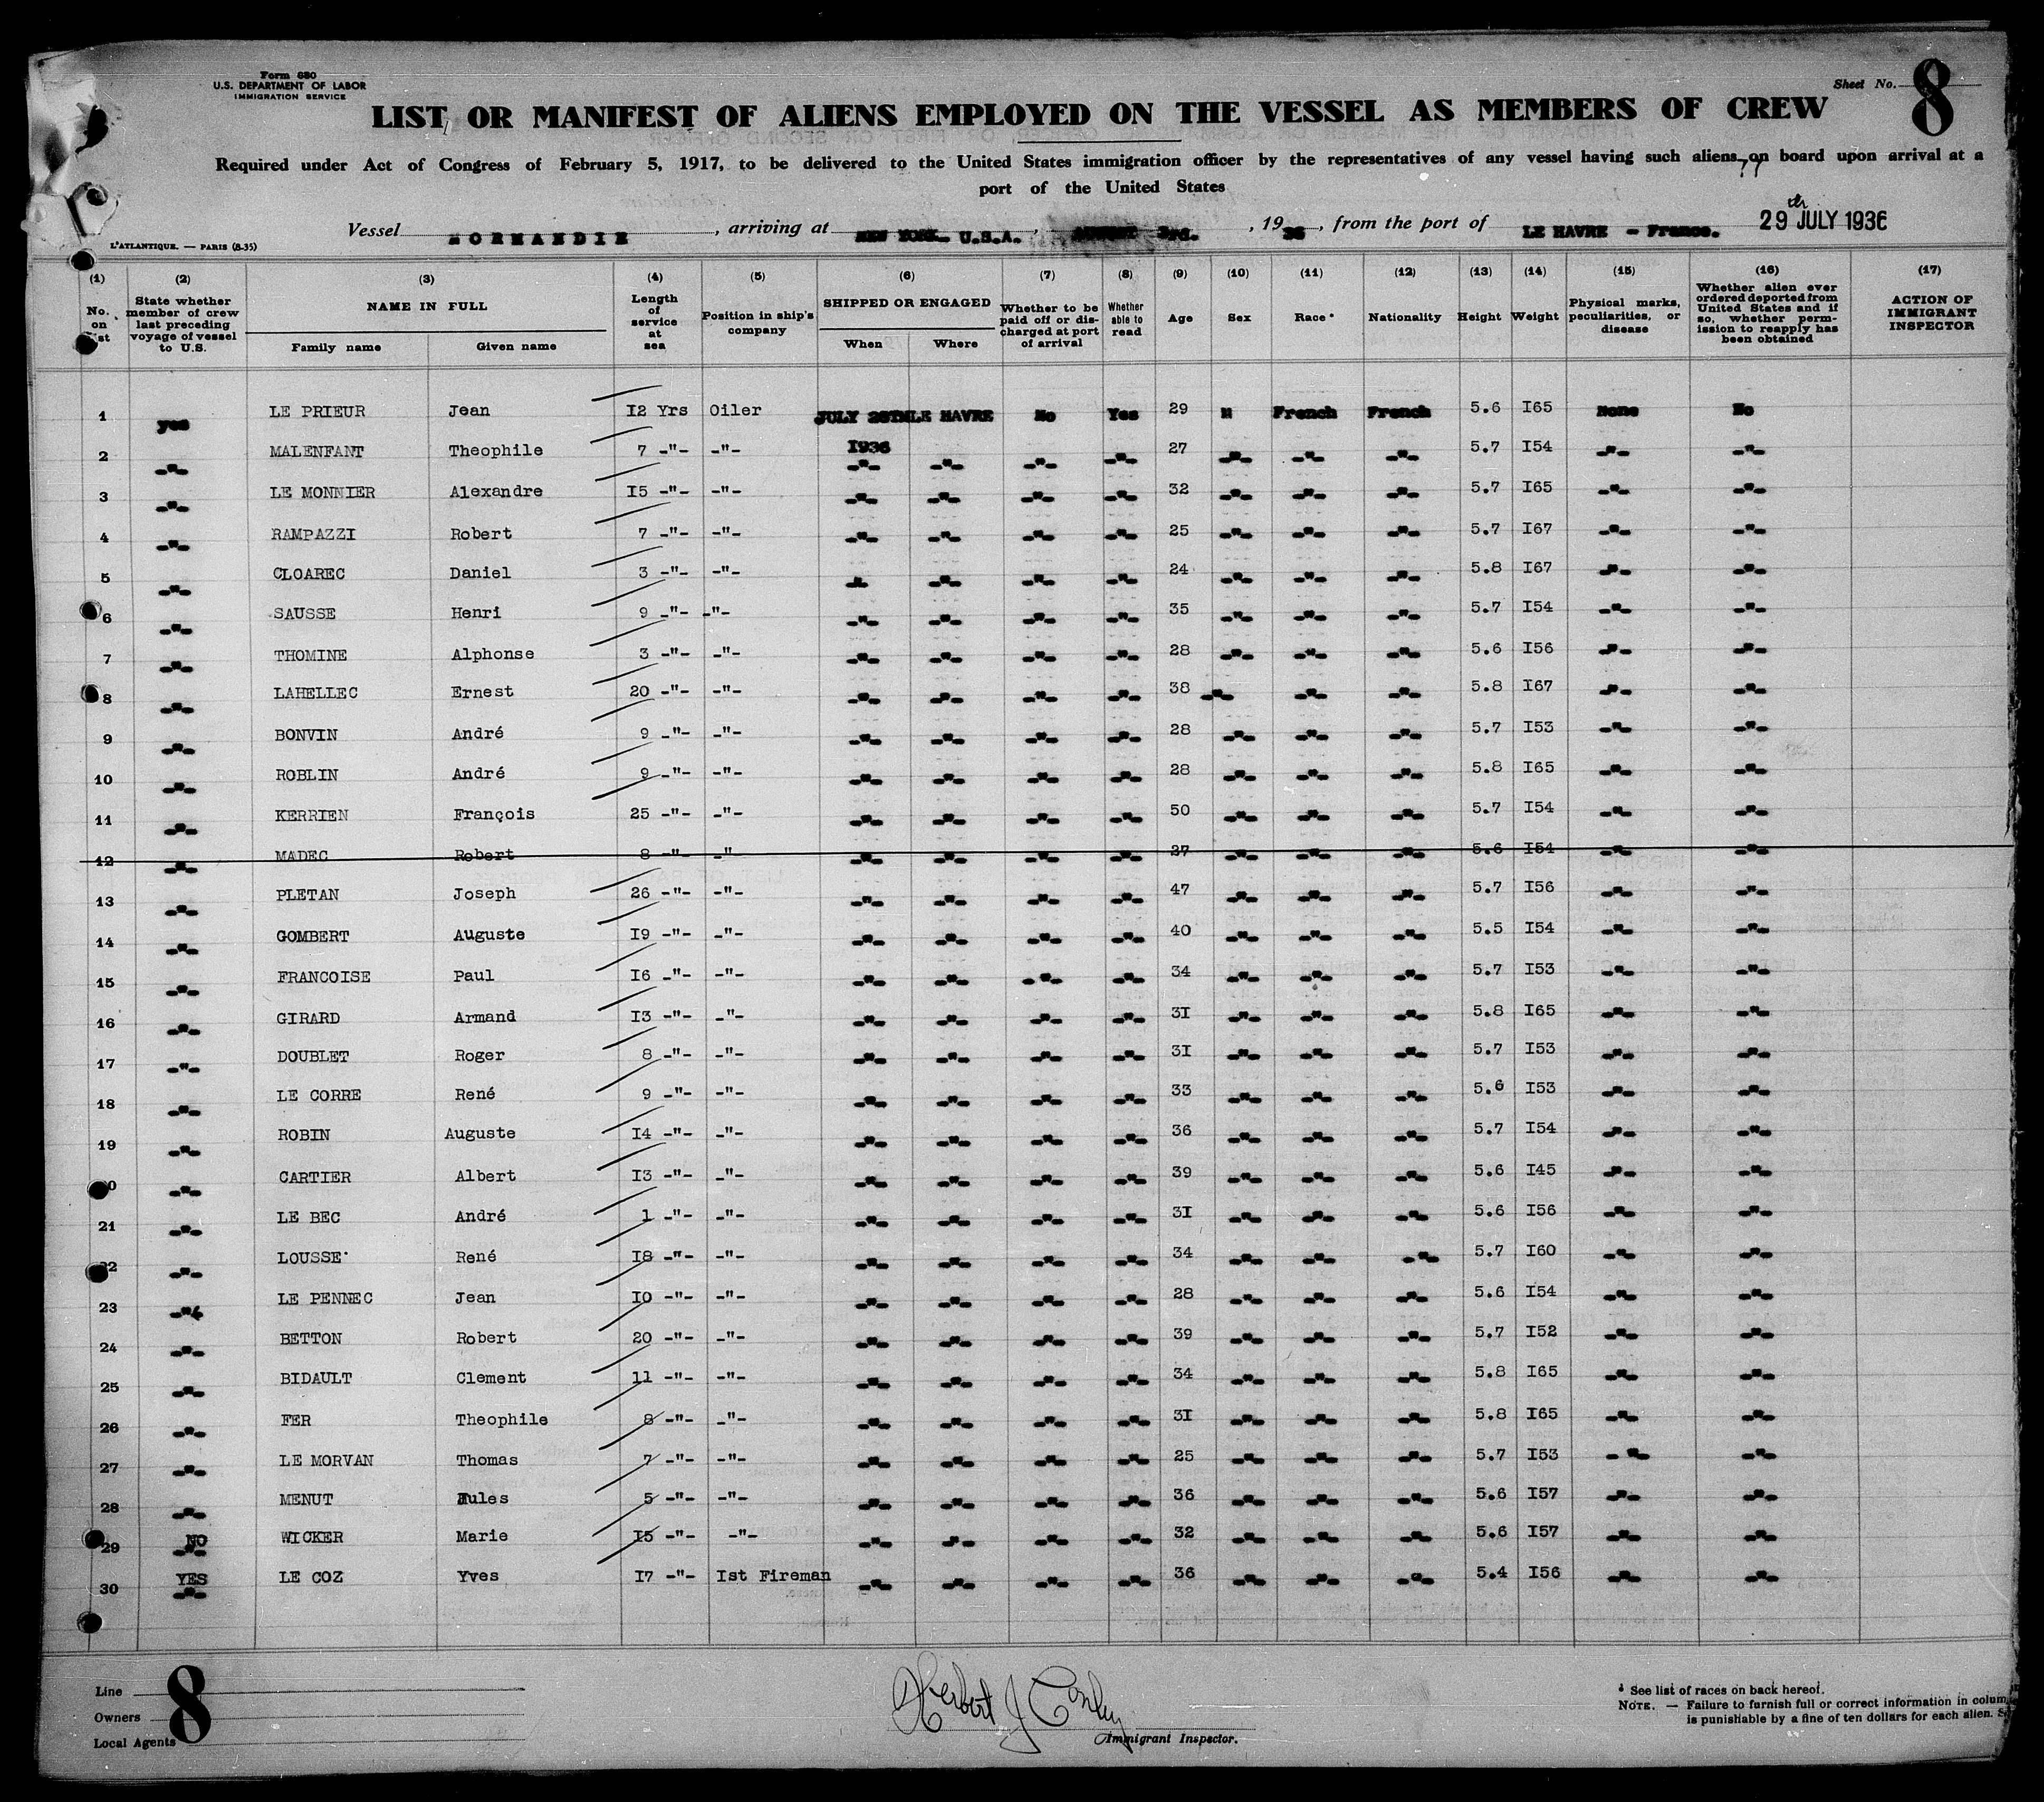 Form 680
U.S. DEPARTMENT OF LABOR
IMMIGRATION SERVICE
Sheet No. 8
LIST OR MANIFEST OF ALIENS EMPLOYED ON THE VESSEL AS MEMBERS OF CREW
Required under Act of Congress of February 5, 1917, to be delivered to the United States immigration officer by the representatives of any vessel having such aliens on board upon arrival at a
port of the United States
Vessel NORMANDIE, arriving at NEW YORK. U.S.A., AUGUST 3rd., 1936, from the port of LE HAVRE - France. 29th JULY 1936
L'ATLANTIQUE. — PARIS (8-35)
(1) (2) (3) (4) (5) (6) (7) (8) (9) (10) (11) (12) (13) (14) (15) (16) (17)
No. on
State whether member of crew last preceding voyage of vessel to U.S.
NAME IN FULL
Family name Given name
Length of service at sea
Position in ship's company
SHIPPED OR ENGAGED
When Where
Whether to be paid off or discharged at port of arrival
Whether able to read
Age Sex Race* Nationality Height Weight
Physical marks, peculiarities, or disease
Whether alien ever ordered deported from United States and if so, whether permission to reapply has been obtained
ACTION OF IMMIGRANT INSPECTOR
1 yes LE PRIEUR Jean I2 Yrs Oiler JULY 28TH LE HAVRE No Yes 29 M French French 5.6 I65 None No
I936
2 -"- MALENFANT Theophile 7 -"- -"- -"- -"- -"- -"- 27 -"- -"- -"- 5.7 I54 -"- -"-
3 -"- LE MONNIER Alexandre I5 -"- -"- -"- -"- -"- -"- 32 -"- -"- -"- 5.7 I65 -"- -"-
4 -"- RAMPAZZI Robert 7 -"- -"- -"- -"- -"- -"- 25 -"- -"- -"- 5.7 I67 -"- -"-
5 -"- CLOAREC Daniel 3 -"- -"- -"- -"- -"- -"- 24 -"- -"- -"- 5.8 I67 -"- -"-
6 -"- SAUSSE Henri 9 -"- -"- -"- -"- -"- -"- 35 -"- -"- -"- 5.7 I54 -"- -"-
7 -"- THOMINE Alphonse 3 -"- -"- -"- -"- -"- -"- 28 -"- -"- -"- 5.6 I56 -"- -"-
8 -"- LAHELLEC Ernest 20 -"- -"- -"- -"- -"- -"- 38 -"- -"- -"- 5.8 I67 -"- -"-
9 -"- BONVIN André 9 -"- -"- -"- -"- -"- -"- 28 -"- -"- -"- 5.7 I53 -"- -"-
10 -"- ROBLIN André 9 -"- -"- -"- -"- -"- -"- 28 -"- -"- -"- 5.8 I65 -"- -"-
11 -"- KERRIEN François 25 -"- -"- -"- -"- -"- -"- 50 -"- -"- -"- 5.7 I54 -"- -"-
12 -"- MADEC Robert 8 -"- -"- -"- -"- -"- -"- 27 -"- -"- -"- 5.6 I54 -"- -"-
13 -"- PLETAN Joseph 26 -"- -"- -"- -"- -"- -"- 47 -"- -"- -"- 5.7 I56 -"- -"-
14 -"- GOMBERT Auguste I9 -"- -"- -"- -"- -"- -"- 40 -"- -"- -"- 5.5 I54 -"- -"-
15 -"- FRANCOISE Paul I6 -"- -"- -"- -"- -"- -"- 34 -"- -"- -"- 5.7 I53 -"- -"-
16 -"- GIRARD Armand I3 -"- -"- -"- -"- -"- -"- 3I -"- -"- -"- 5.8 I65 -"- -"-
17 -"- DOUBLET Roger 8 -"- -"- -"- -"- -"- -"- 3I -"- -"- -"- 5.7 I53 -"- -"-
18 -"- LE CORRE René 9 -"- -"- -"- -"- -"- -"- 33 -"- -"- -"- 5.6 I53 -"- -"-
19 -"- ROBIN Auguste I4 -"- -"- -"- -"- -"- -"- 36 -"- -"- -"- 5.7 I54 -"- -"-
20 -"- CARTIER Albert I3 -"- -"- -"- -"- -"- -"- 39 -"- -"- -"- 5.6 I45 -"- -"-
21 -"- LE BEC André 1 -"- -"- -"- -"- -"- -"- 3I -"- -"- -"- 5.6 I56 -"- -"-
22 -"- LOUSSE René I8 -"- -"- -"- -"- -"- -"- 34 -"- -"- -"- 5.7 I60 -"- -"-
23 -"- LE PENNEC Jean I0 -"- -"- -"- -"- -"- -"- 28 -"- -"- -"- 5.6 I54 -"- -"-
24 -"- BETTON Robert 20 -"- -"- -"- -"- -"- -"- 39 -"- -"- -"- 5.7 I52 -"- -"-
25 -"- BIDAULT Clement 11 -"- -"- -"- -"- -"- -"- 34 -"- -"- -"- 5.8 I65 -"- -"-
26 -"- FER Theophile 8 -"- -"- -"- -"- -"- -"- 3I -"- -"- -"- 5.8 I65 -"- -"-
27 -"- LE MORVAN Thomas 7 -"- -"- -"- -"- -"- -"- 25 -"- -"- -"- 5.7 I53 -"- -"-
28 -"- MENUT Jules 5 -"- -"- -"- -"- -"- -"- 36 -"- -"- -"- 5.6 I57 -"- -"-
29 NO -"- WICKER Marie I5 -"- -"- -"- -"- -"- -"- 32 -"- -"- -"- 5.6 I57 -"- -"-
30 YES -"- LE COZ Yves I7 -"- Ist Fireman -"- -"- -"- -"- 36 -"- -"- -"- 5.4 I56 -"- -"-
Line
Owners
Local Agents
8
Herbert J Conley
Immigrant Inspector.
* See list of races on back hereof.
NOTE. — Failure to furnish full or correct information in colum
is punishable by a fine of ten dollars for each alien.